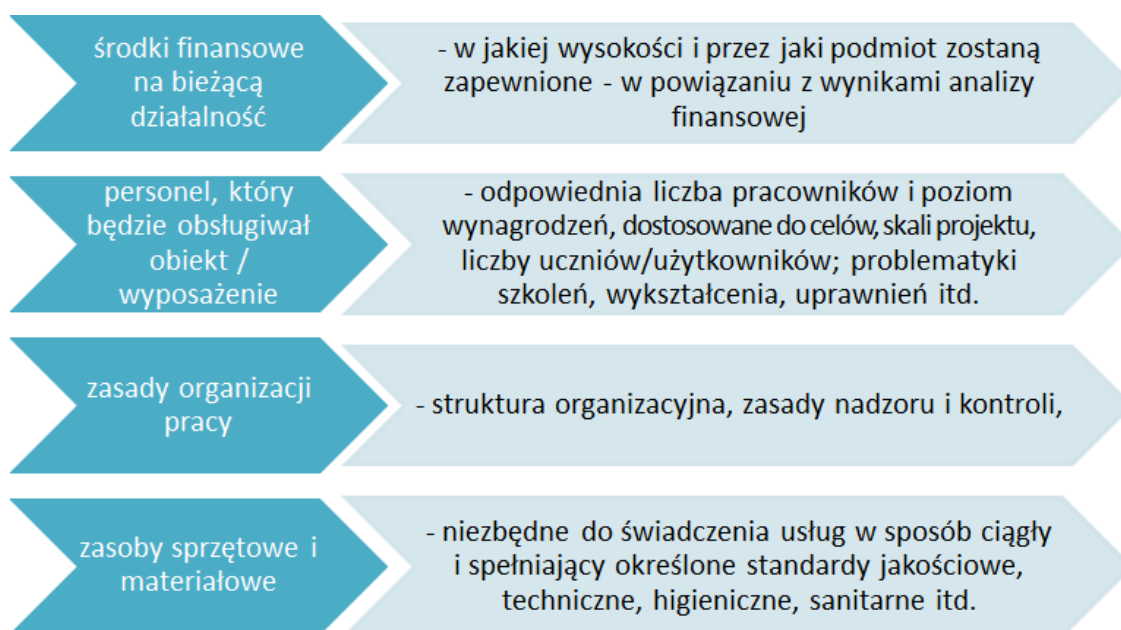 środki finansowe
na bieżącą
działalność
- w jakiej wysokości i przez jaki podmiot zostaną
zapewnione - w powiązaniu z wynikami analizy
finansowej
personel, który
będzie obsługiwał
obiekt /
wyposażenie
- odpowiednia liczba pracowników i poziom
wynagrodzeń, dostosowane do celów, skali projektu,
liczby uczniów/użytkowników; problematyki
szkoleń, wykształcenia, uprawnień itd.
zasady organizacji
pracy
- struktura organizacyjna, zasady nadzoru i kontroli,
zasoby sprzętowe i
materiałowe
- niezbędne do świadczenia usług w sposób ciągły
i spełniający określone standardy jakościowe,
techniczne, higieniczne, sanitarne itd.